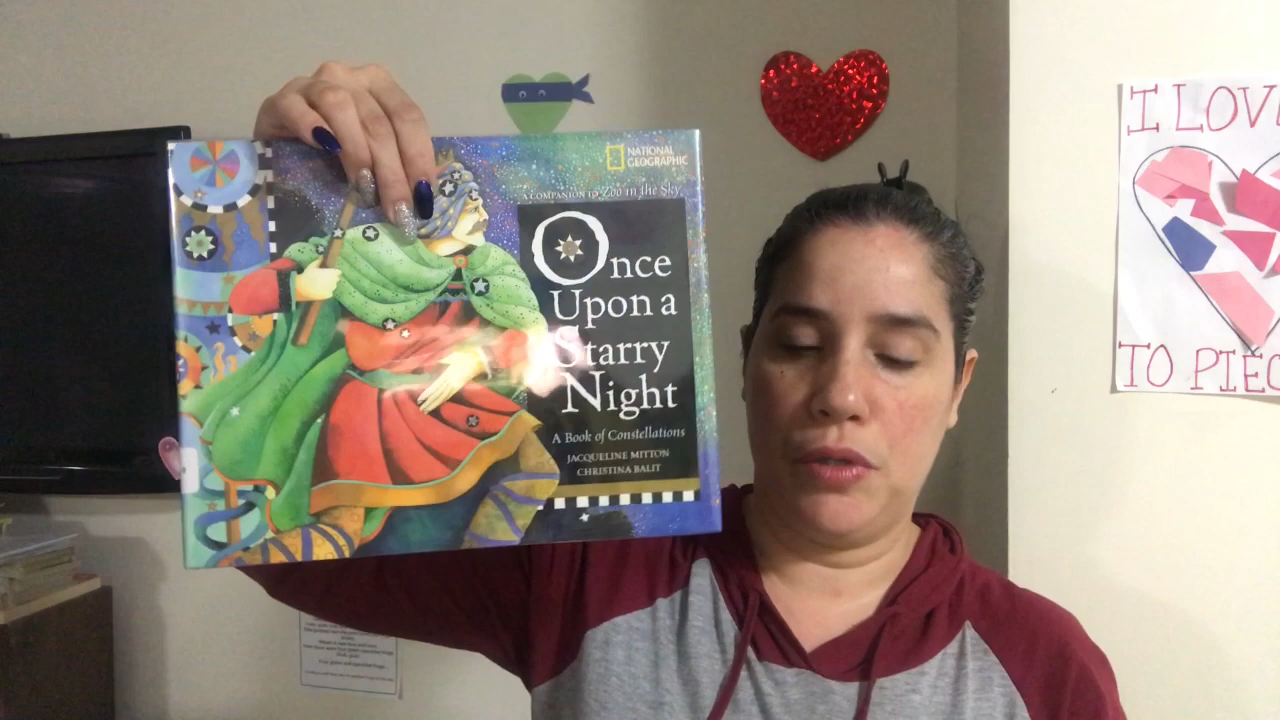 NATIONAL
GEOGRAPHIC
A COMPANION TO Zoo in the Sky
Once
Upon a
Starry
Night
A Book of Constellations
JACQUELINE MITTON
CHRISTINA BALIT
I LOV
TO PIEC